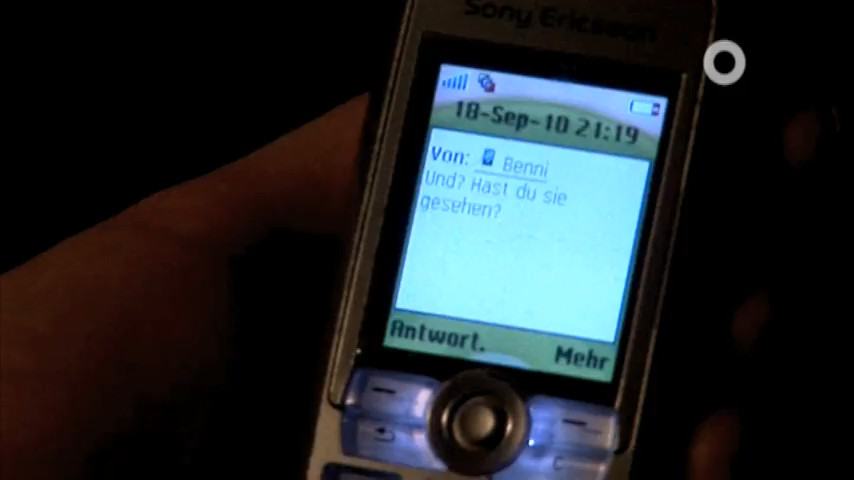 Sony Ericsson
18-Sep-10 21:19
Von: Benni
Und? Hast du sie
gesehen?
Antwort.
Mehr
C